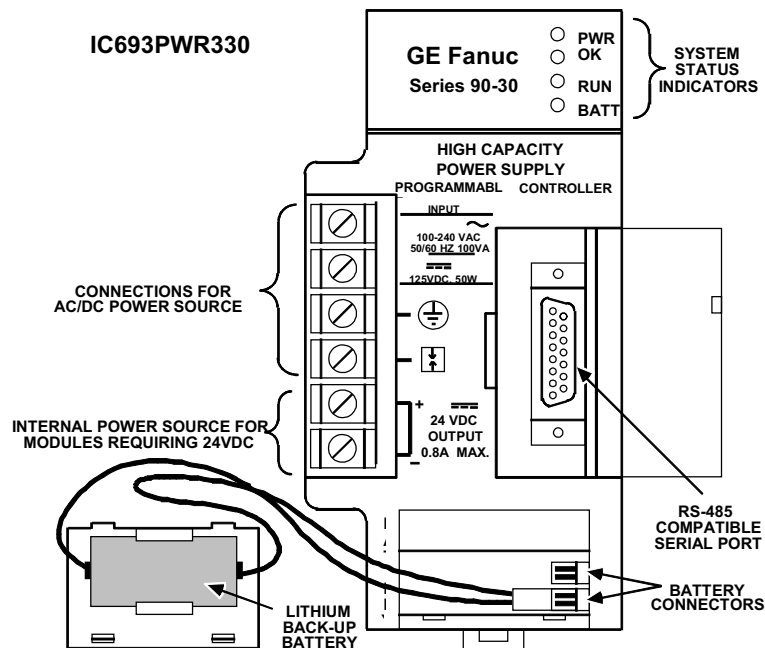 IC693PWR330
GE Fanuc
Series 90-30
PWR
OK
RUN
BATT
SYSTEM
STATUS
INDICATORS
HIGH CAPACITY
POWER SUPPLY
PROGRAMMABL CONTROLLER
INPUT
100-240 VAC
50/60 HZ 100VA
125VDC, 50W
CONNECTIONS FOR
AC/DC POWER SOURCE
INTERNAL POWER SOURCE FOR
MODULES REQUIRING 24VDC
+
24 VDC
OUTPUT
0.8A MAX.
–
RS-485
COMPATIBLE
SERIAL PORT
BATTERY
CONNECTORS
LITHIUM
BACK-UP
BATTERY